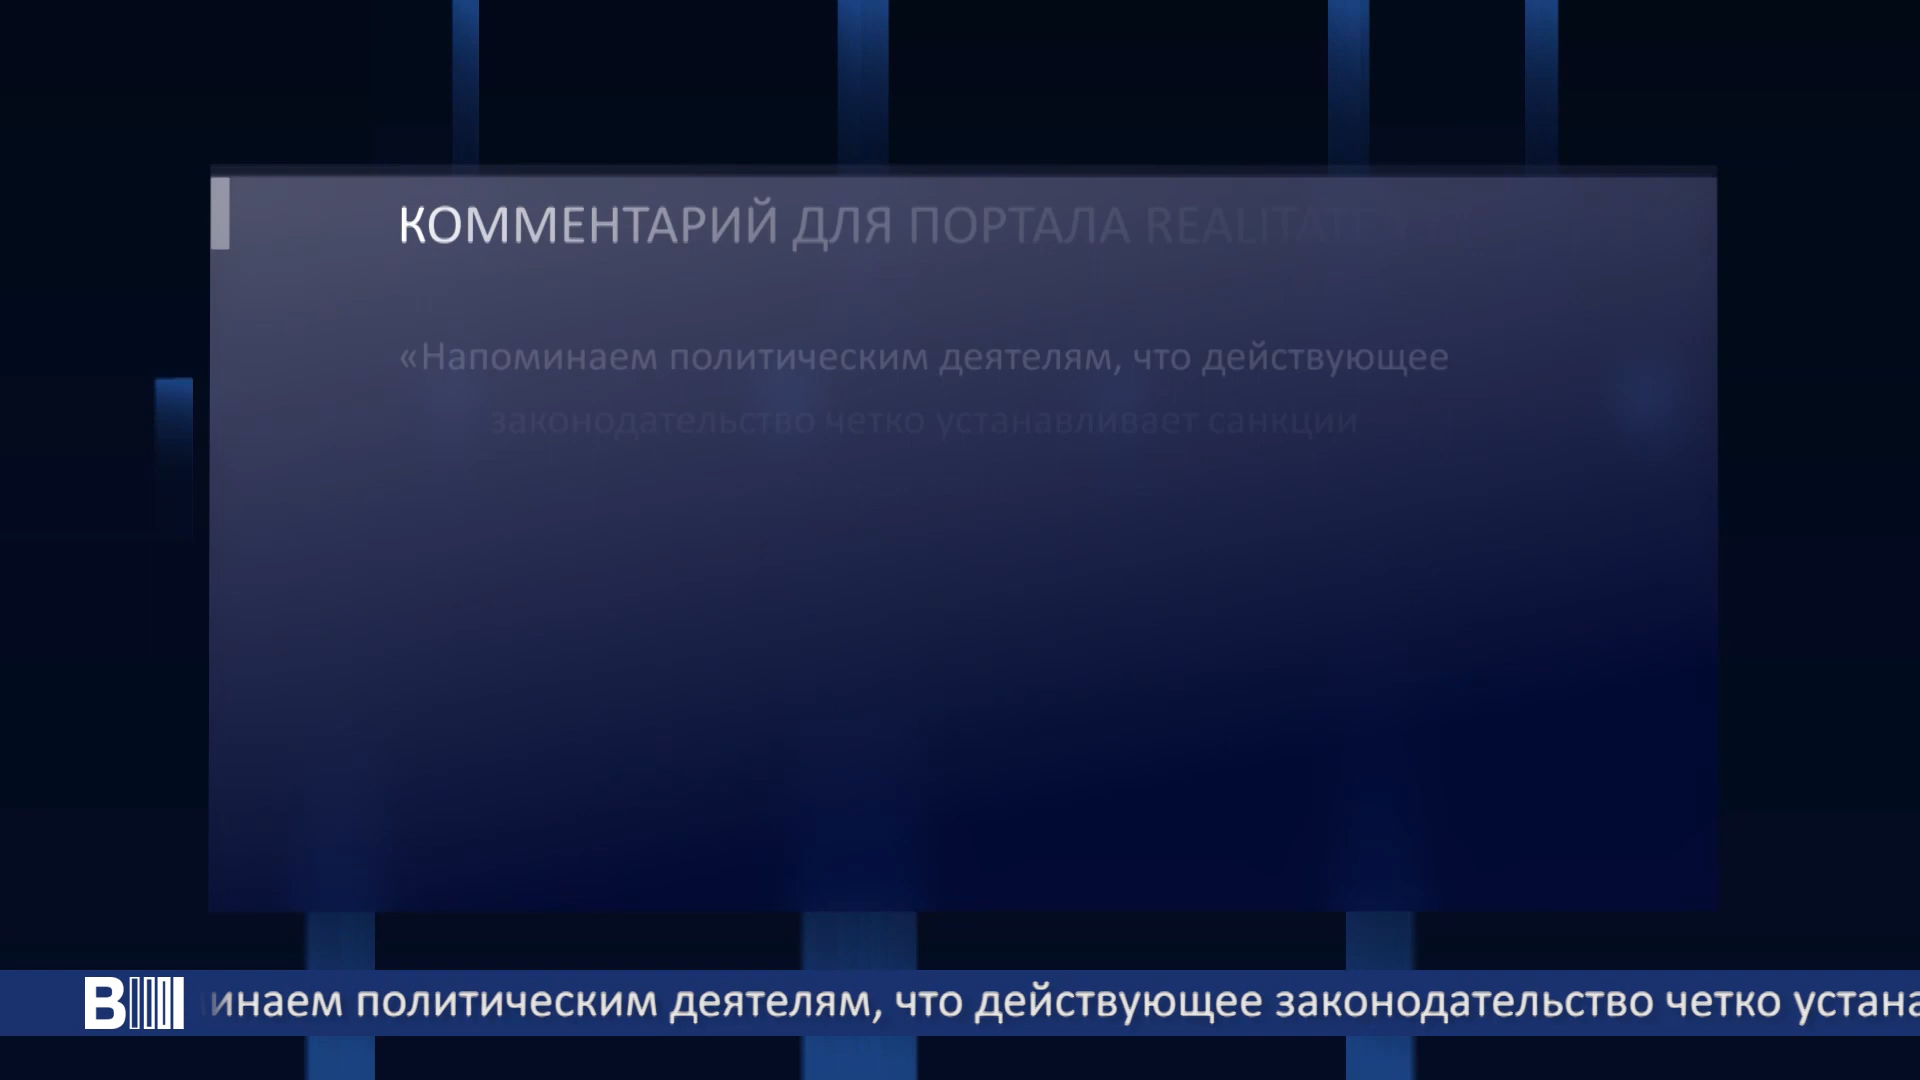 КОММЕНТАРИЙ ДЛЯ ПОРТАЛА
«Напоминаем политическим деятелям, что действующее
законодательство четко устанавливает санкции
инаем политическим деятелям, что действующее законодательство четко устана